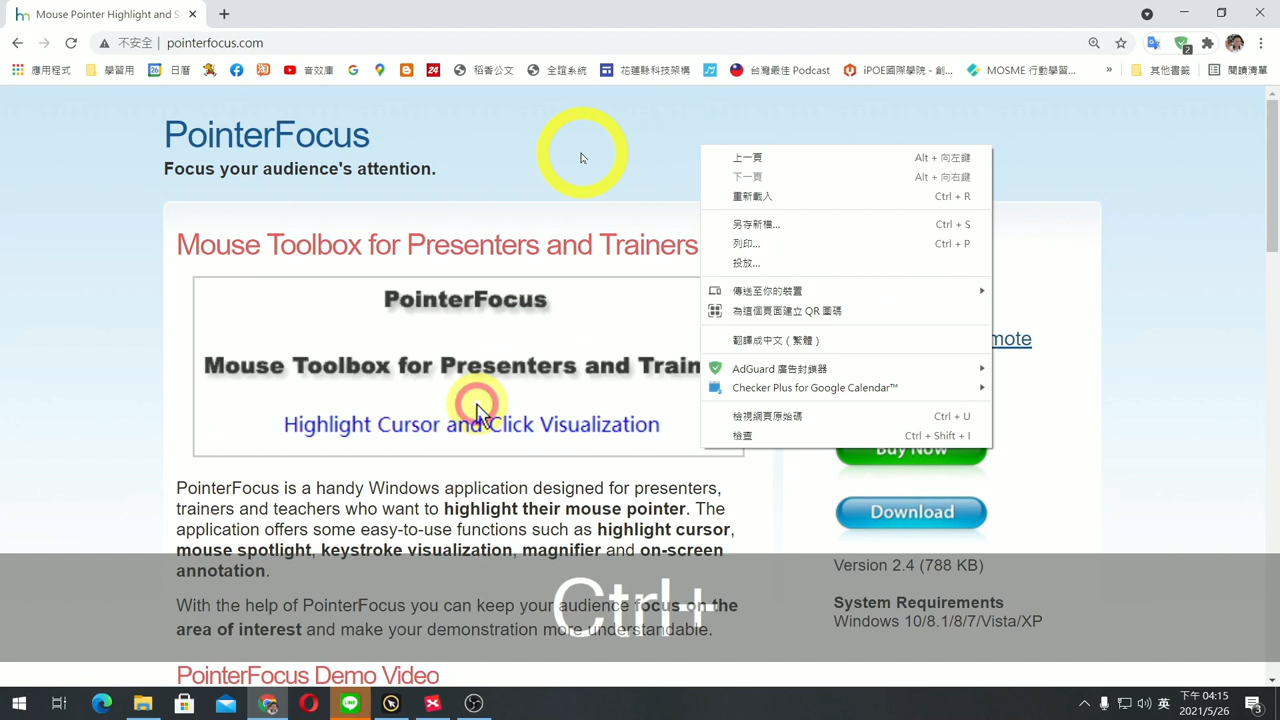 Mouse Pointer Highlight and S
不安全 | pointerfocus.com
2
應用程式
學習用
26
日曆
音效庫
24
稻香公文
全誼系統
花蓮縣科技架構
台灣最佳 Podcast
iPOE國際學院 - 創...
MOSME 行動學習...
»
其他書籤
閱讀清單
PointerFocus
Focus your audience's attention.
Mouse Toolbox for Presenters and Trainers
PointerFocus
Mouse Toolbox for Presenters and Train
Highlight Cursor and Click Visualization
上一頁 Alt + 向左鍵
下一頁 Alt + 向右鍵
重新載入 Ctrl + R
另存新檔... Ctrl + S
列印... Ctrl + P
投放...
傳送至你的裝置
為這個頁面建立 QR 圖碼
翻譯成中文（繁體）
AdGuard 廣告封鎖器
Checker Plus for Google Calendar™
檢視網頁原始碼 Ctrl + U
檢查 Ctrl + Shift + I
mote
Buy Now
Download
PointerFocus is a handy Windows application designed for presenters,
trainers and teachers who want to highlight their mouse pointer. The
application offers some easy-to-use functions such as highlight cursor,
mouse spotlight, keystroke visualization, magnifier and on-screen
annotation.
Version 2.4 (788 KB)
System Requirements
Windows 10/8.1/8/7/Vista/XP
With the help of PointerFocus you can keep your audience focus on the
area of interest and make your demonstration more understandable.
Ctrl+
PointerFocus Demo Video
LINE
英
下午 04:15
2021/5/26
3